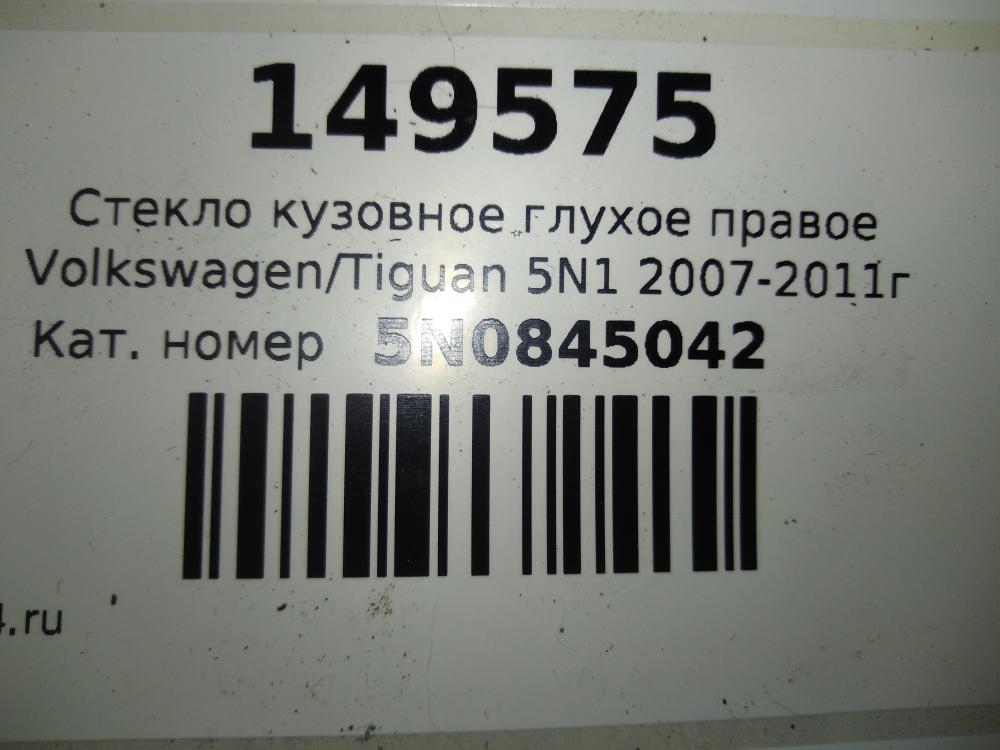 149575
Стекло кузовное глухое правое
Volkswagen/Tiguan 5N1 2007-2011г
Кат. номер 5N0845042
4.ru